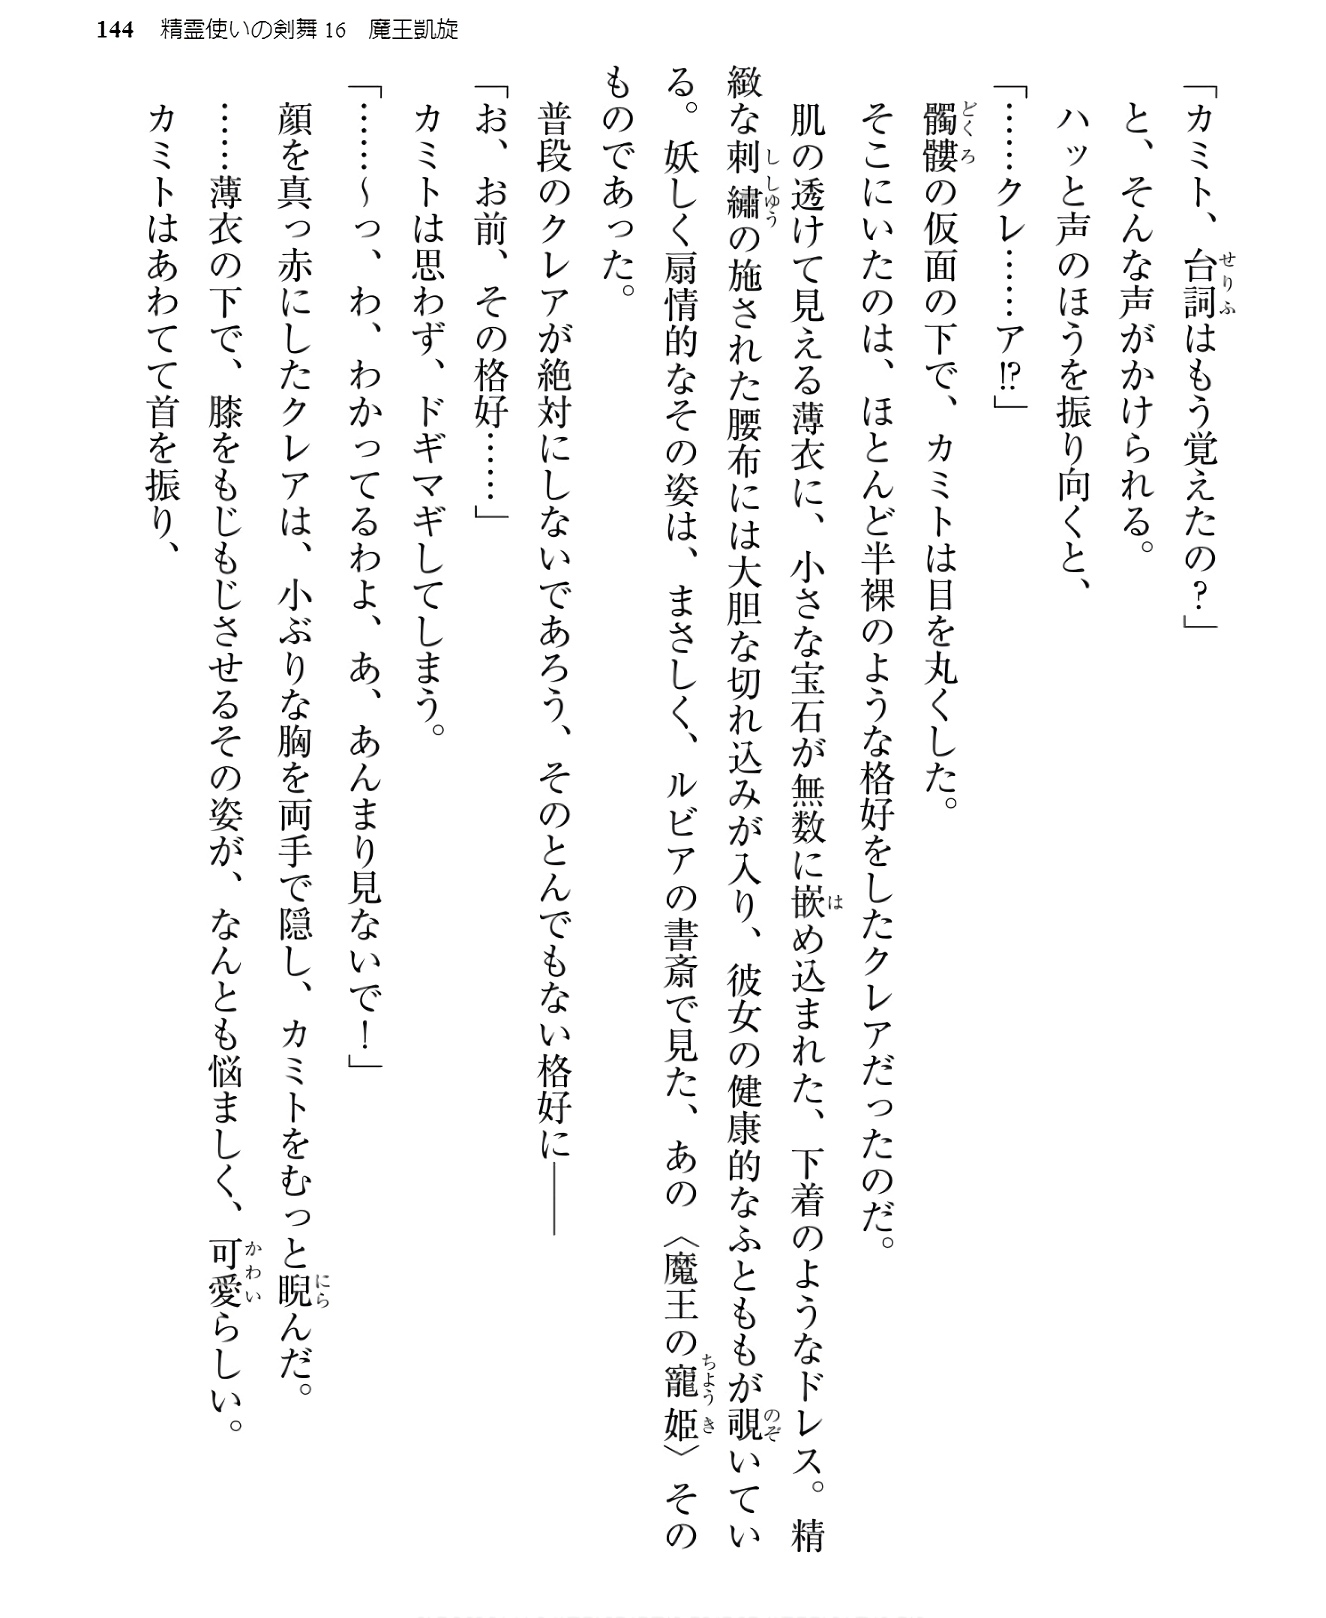 144　精霊使いの剣舞16　魔王凱旋
「カミト、台詞はもう覚えたの?」
と、そんな声がかけられる。
ハッと声のほうを振り向くと、
「……クレ……ア!?」
髑髏の仮面の下で、カミトは目を丸くした。
そこにいたのは、ほとんど半裸のような格好をしたクレアだったのだ。
肌の透けて見える薄衣に、小さな宝石が無数に嵌め込まれた、下着のようなドレス。精
緻な刺繡の施された腰布には大胆な切れ込みが入り、彼女の健康的なふとももが覗いてい
る。妖しく扇情的なその姿は、まさしく、ルビアの書斎で見た、あの〈魔王の寵姫〉その
ものであった。
普段のクレアが絶対にしないであろう、そのとんでもない格好に――
「お、お前、その格好……」
カミトは思わず、ドギマギしてしまう。
「……～っ、わ、わかってるわよ、あ、あんまり見ないで!」
顔を真っ赤にしたクレアは、小ぶりな胸を両手で隠し、カミトをむっと睨んだ。
……薄衣の下で、膝をもじもじさせるその姿が、なんとも悩ましく、可愛らしい。
カミトはあわてて首を振り、